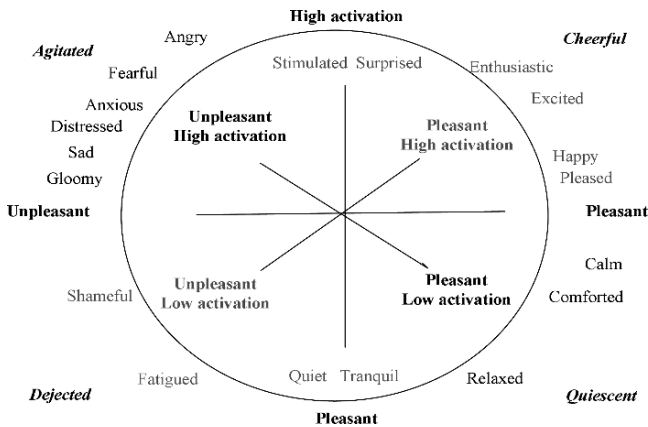 High activation
Angry
Cheerful
Agitated
Stimulated Surprised
Fearful
Enthusiastic
Anxious
Excited
Unpleasant
High activation
Pleasant
High activation
Distressed
Sad
Happy
Gloomy
Pleased
Unpleasant
Pleasant
Calm
Unpleasant
Low activation
Pleasant
Low activation
Shameful
Comforted
Fatigued
Quiet Tranquil
Relaxed
Dejected
Quiescent
Pleasant